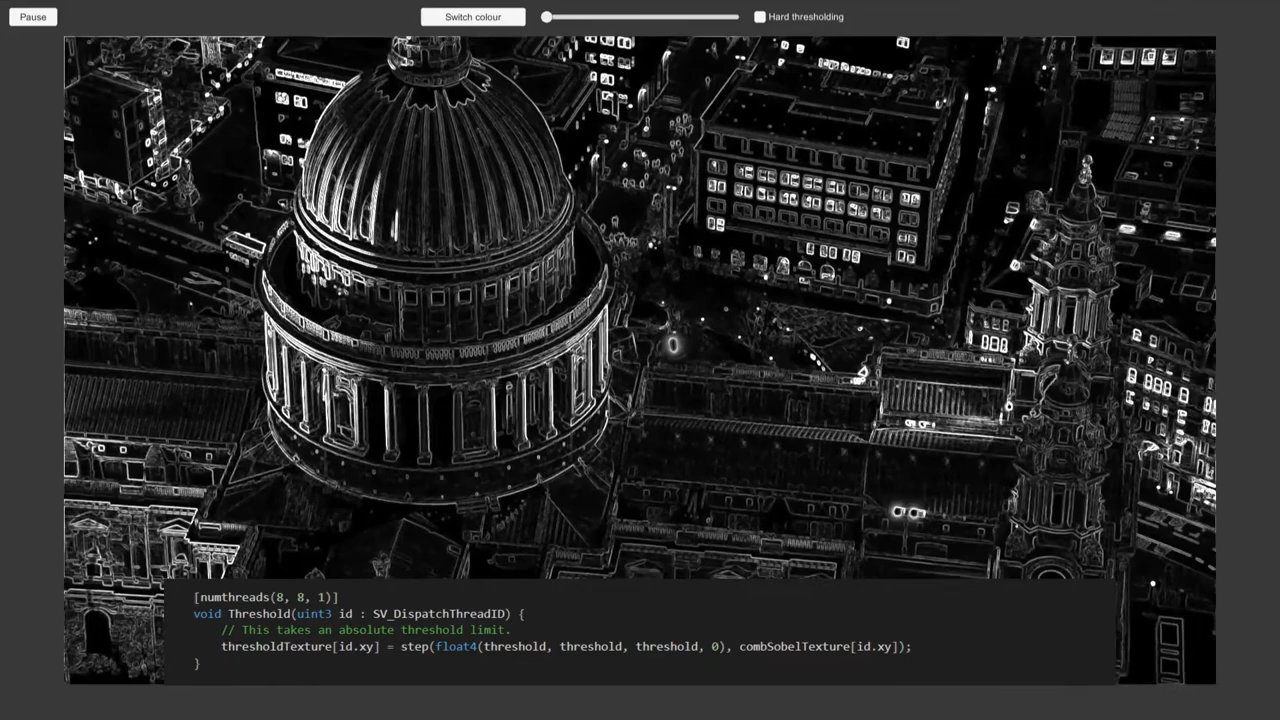 Pause
Switch colour
Hard thresholding
[numthreads(8, 8, 1)]
void Threshold(uint3 id : SV_DispatchThreadID) {
    // This takes an absolute threshold limit.
    thresholdTexture[id.xy] = step(float4(threshold, threshold, threshold, 0), combSobelTexture[id.xy]);
}